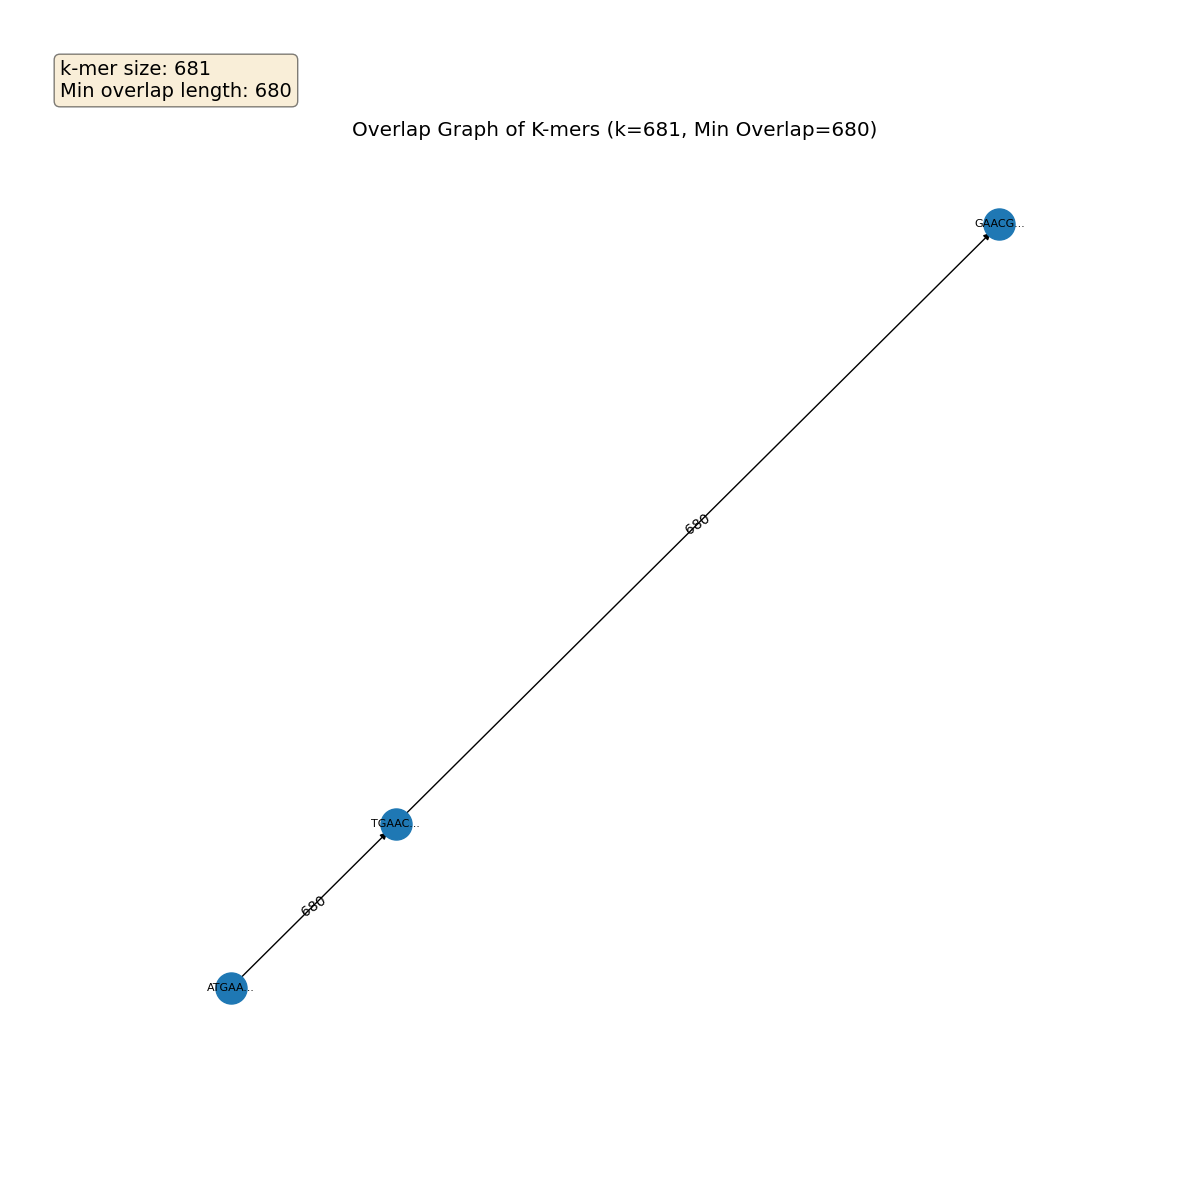 k-mer size: 681
Min overlap length: 680
Overlap Graph of K-mers (k=681, Min Overlap=680)
GAACG...
680
TGAAC...
680
ATGAA...